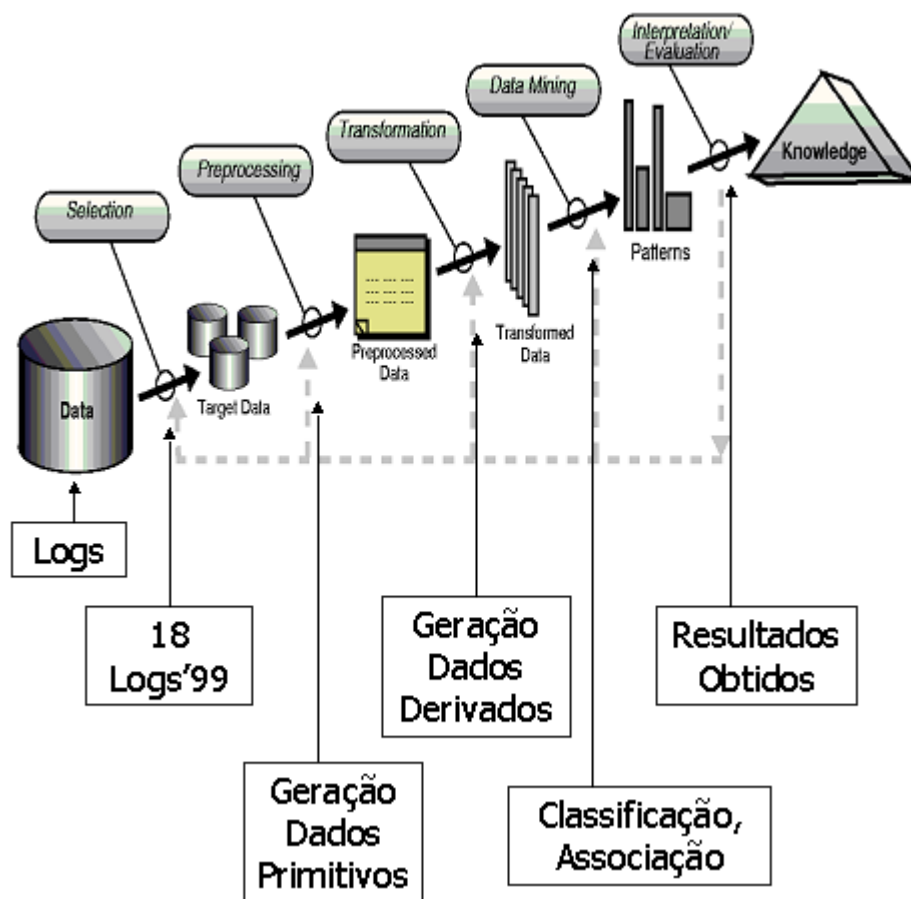 Interpretation/
Evaluation
Data Mining
Transformation
Preprocessing
Selection
Knowledge
Patterns
Transformed
Data
Preprocessed
Data
Target Data
Data
Logs
18
Logs'99
Geração
Dados
Primitivos
Geração
Dados
Derivados
Classificação,
Associação
Resultados
Obtidos